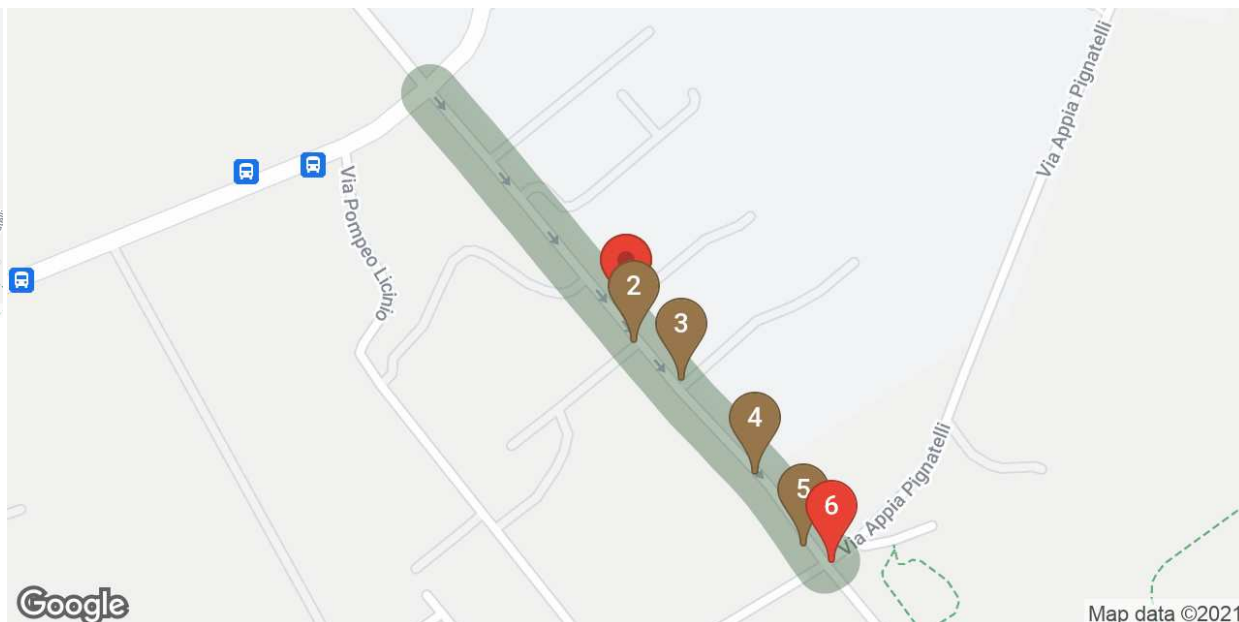 Via Appia Pignatelli
Via Pompeo Licinio
2
3
4
5
6
Via Appia Pignatelli
Google
Map data ©2021